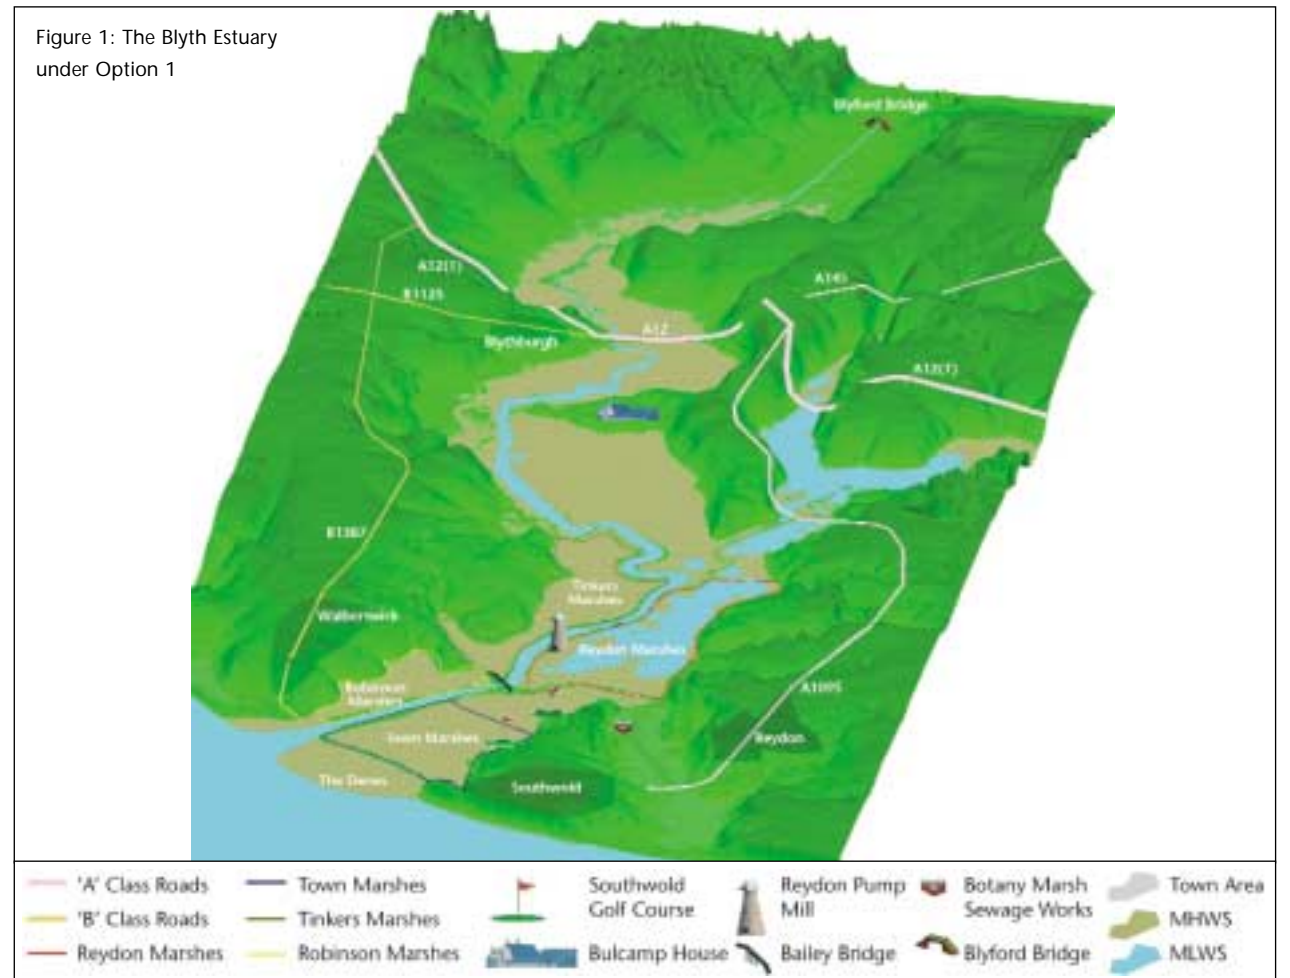 Figure 1: The Blyth Estuary
under Option 1
Blyford Bridge
A12(T)
B1125
A145
A12
Blythburgh
A12(T)
B1387
Tinkers
Marshes
Walberswick
Reydon Marshes
Robinson
Marshes
A1095
Town Marshes
Reydon
The Denes
Southwold
'A' Class Roads
'B' Class Roads
Reydon Marshes
Town Marshes
Tinkers Marshes
Robinson Marshes
Southwold
Golf Course
Bulcamp House
Reydon Pump
Mill
Bailey Bridge
Botany Marsh
Sewage Works
Blyford Bridge
Town Area
MHWS
MLWS